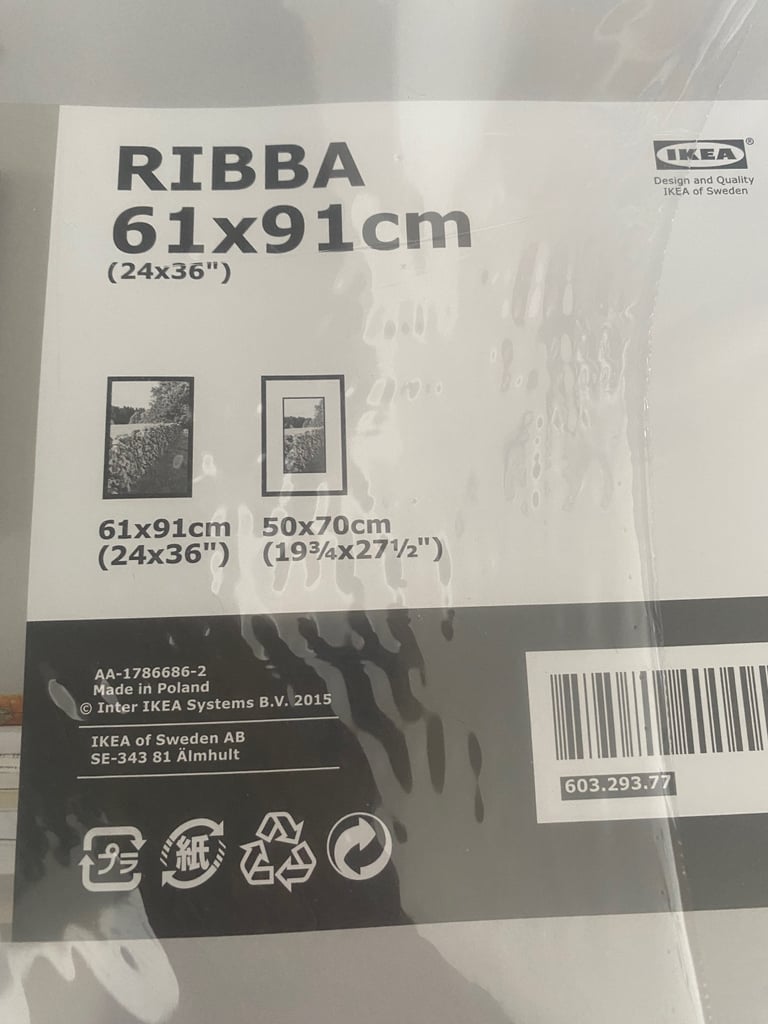 RIBBA
61x91cm
(24x36")
IKEA®
Design and Quality
IKEA of Sweden
61x91cm
(24x36")
50x70cm
(19¾x27½")
AA-1786686-2
Made in Poland
© Inter IKEA Systems B.V. 2015
IKEA of Sweden AB
SE-343 81 Älmhult
603.293.77
プラ
紙